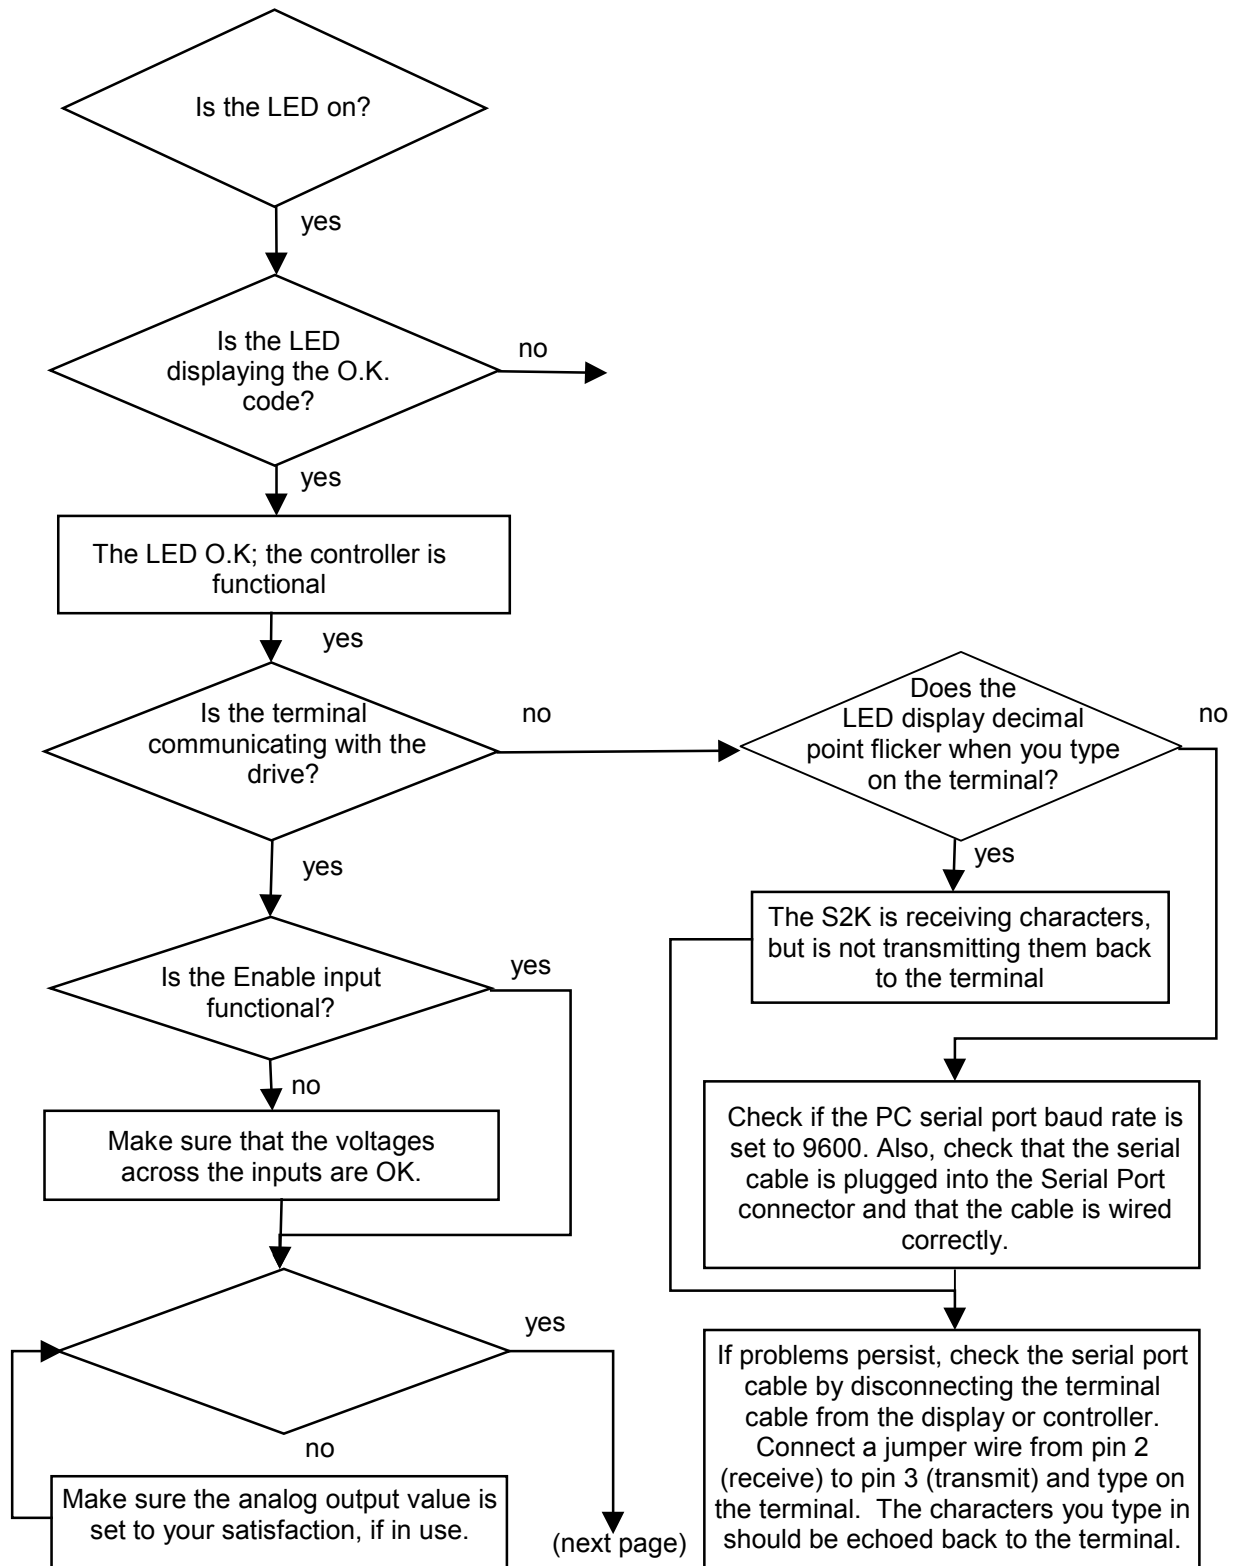 Is the LED on?
yes
Is the LED
displaying the O.K.
code?
no
yes
The LED O.K; the controller is
functional
yes
Is the terminal
communicating with the
drive?
no
Does the
LED display decimal
point flicker when you type
on the terminal?
no
yes
yes
The S2K is receiving characters,
but is not transmitting them back
to the terminal
Is the Enable input
functional?
yes
no
Make sure that the voltages
across the inputs are OK.
Check if the PC serial port baud rate is
set to 9600. Also, check that the serial
cable is plugged into the Serial Port
connector and that the cable is wired
correctly.
yes
no
Make sure the analog output value is
set to your satisfaction, if in use.
(next page)
If problems persist, check the serial port
cable by disconnecting the terminal
cable from the display or controller.
Connect a jumper wire from pin 2
(receive) to pin 3 (transmit) and type on
the terminal. The characters you type in
should be echoed back to the terminal.